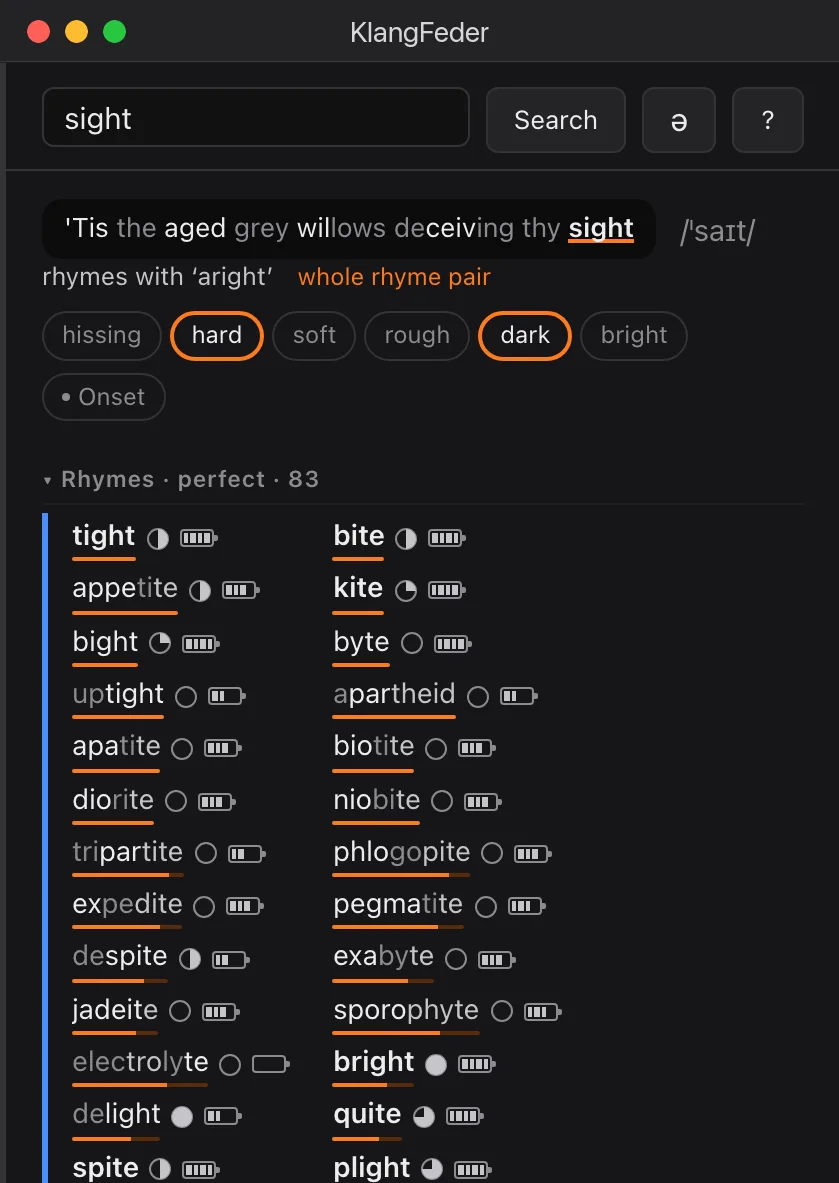 KlangFeder
sight Search ə ?
'Tis the aged grey willows deceiving thy sight /ˈsaɪt/
rhymes with ‘aright’ whole rhyme pair
hissing hard soft rough dark bright
• Onset
▾ Rhymes · perfect · 83
tight bite
appetite kite
bight byte
uptight apartheid
apatite biotite
diorite niobite
tripartite phlogopite
expedite pegmatite
despite exabyte
jadeite sporophyte
electrolyte bright
delight quite
spite plight